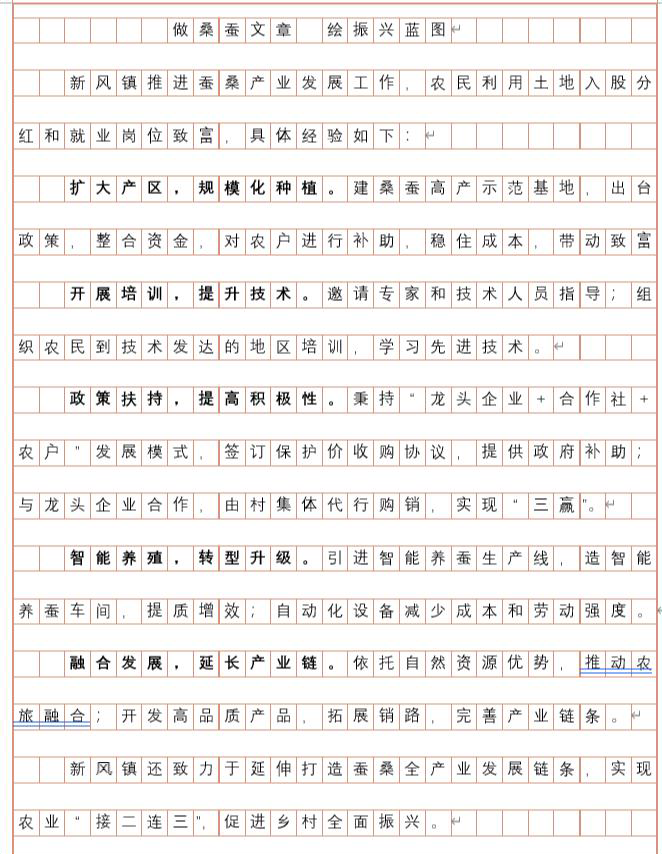 做桑蚕文章 绘振兴蓝图
新风镇推进蚕桑产业发展工作，农民利用土地入股分
红和就业岗位致富，具体经验如下：
扩大产区，规模化种植。建桑蚕高产示范基地，出台
政策，整合资金，对农户进行补助，稳住成本，带动致富
开展培训，提升技术。邀请专家和技术人员指导；组
织农民到技术发达的地区培训，学习先进技术。
政策扶持，提高积极性。秉持“龙头企业+合作社+
农户”发展模式，签订保护价收购协议，提供政府补助；
与龙头企业合作，由村集体代行购销，实现“三赢”。
智能养殖，转型升级。引进智能养蚕生产线，造智能
养蚕车间，提质增效；自动化设备减少成本和劳动强度。
融合发展，延长产业链。依托自然资源优势，推动农
旅融合；开发高品质产品，拓展销路，完善产业链条。
新风镇还致力于延伸打造蚕桑全产业发展链条，实现
农业“接二连三”，促进乡村全面振兴。